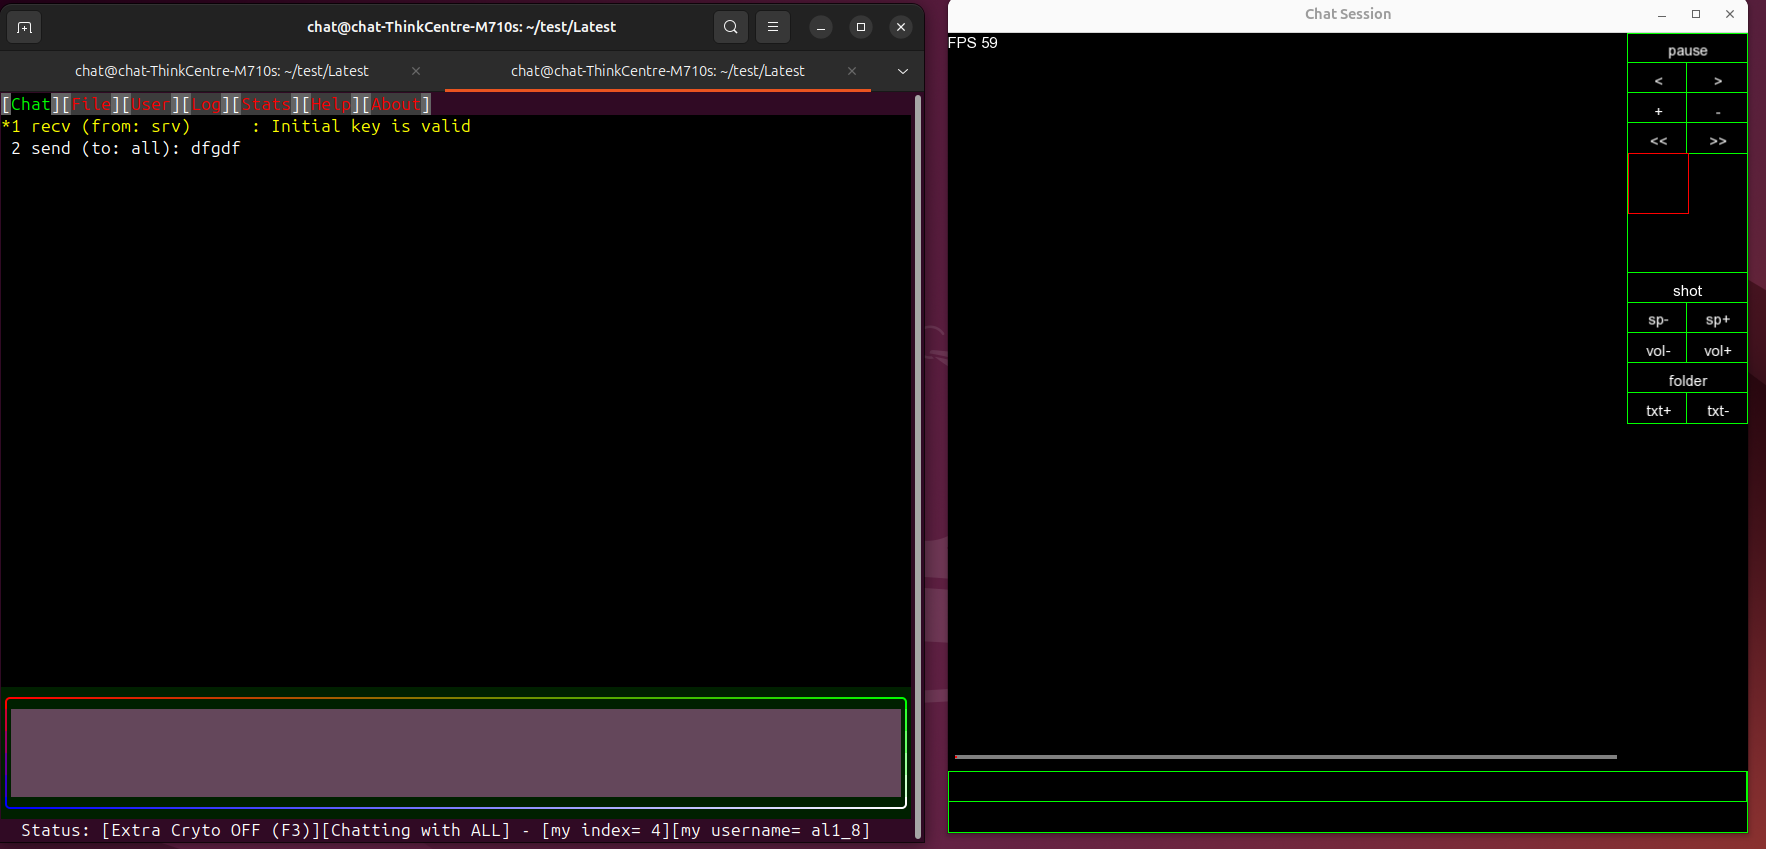 chat@chat-ThinkCentre-M710s: ~/test/Latest
chat@chat-ThinkCentre-M710s: ~/test/Latest
chat@chat-ThinkCentre-M710s: ~/test/Latest
[Chat][File][User][Log][Stats][Help][About]
*1 recv (from: srv)      : Initial key is valid
2 send (to: all): dfgdf
Status: [Extra Cryto OFF (F3)][Chatting with ALL] - [my index= 4][my username= al1_8]
Chat Session
FPS 59
pause
< >
+ -
<< >>
shot
sp- sp+
vol- vol+
folder
txt+ txt-